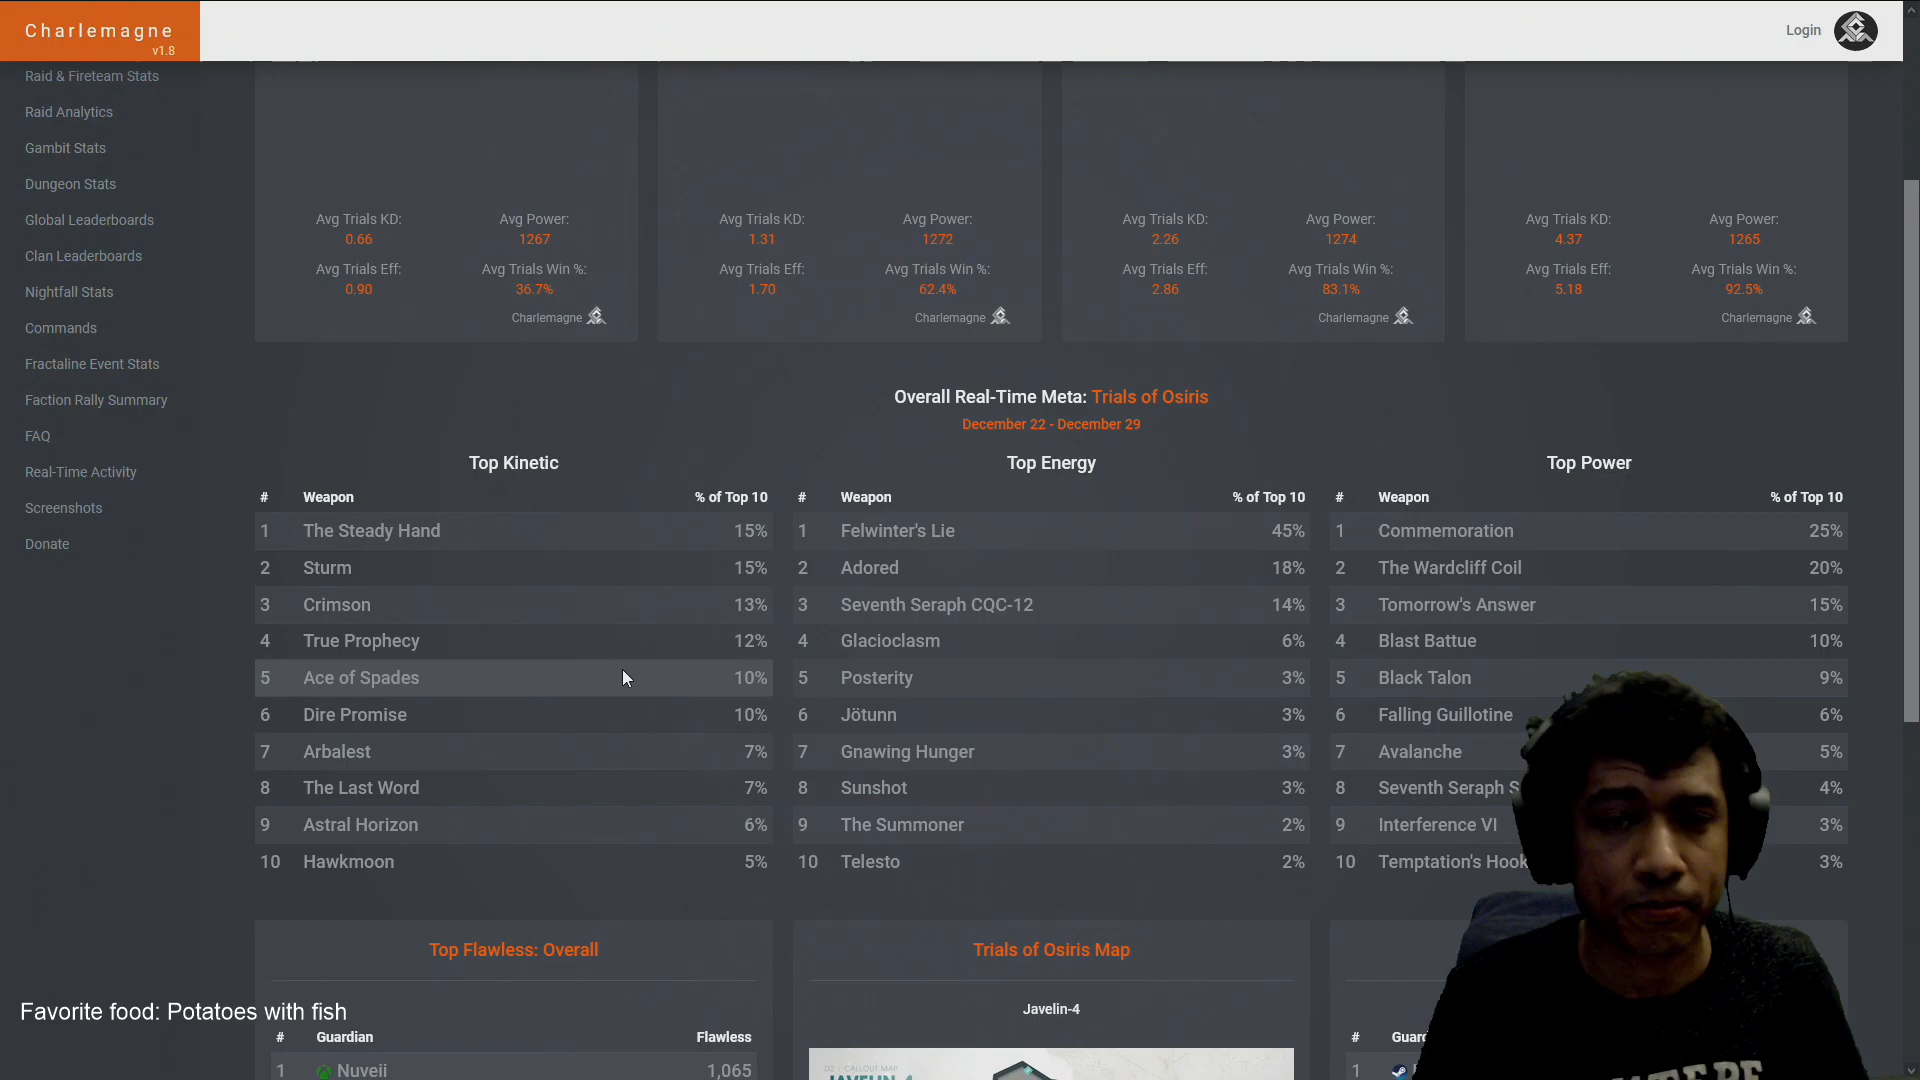 Charlemagne
v1.8
Login
Raid & Fireteam Stats
Raid Analytics
Gambit Stats
Dungeon Stats
Global Leaderboards
Clan Leaderboards
Nightfall Stats
Commands
Fractaline Event Stats
Faction Rally Summary
FAQ
Real-Time Activity
Screenshots
Donate
Avg Trials KD: Avg Power:
0.66 1267
Avg Trials Eff: Avg Trials Win %:
0.90 36.7%
Charlemagne
Avg Trials KD: Avg Power:
1.31 1272
Avg Trials Eff: Avg Trials Win %:
1.70 62.4%
Charlemagne
Avg Trials KD: Avg Power:
2.26 1274
Avg Trials Eff: Avg Trials Win %:
2.86 83.1%
Charlemagne
Avg Trials KD: Avg Power:
4.37 1265
Avg Trials Eff: Avg Trials Win %:
5.18 92.5%
Charlemagne
Overall Real-Time Meta: Trials of Osiris
December 22 - December 29
Top Kinetic
# Weapon % of Top 10
1 The Steady Hand 15%
2 Sturm 15%
3 Crimson 13%
4 True Prophecy 12%
5 Ace of Spades 10%
6 Dire Promise 10%
7 Arbalest 7%
8 The Last Word 7%
9 Astral Horizon 6%
10 Hawkmoon 5%
Top Energy
# Weapon % of Top 10
1 Felwinter's Lie 45%
2 Adored 18%
3 Seventh Seraph CQC-12 14%
4 Glacioclasm 6%
5 Posterity 3%
6 Jötunn 3%
7 Gnawing Hunger 3%
8 Sunshot 3%
9 The Summoner 2%
10 Telesto 2%
Top Power
# Weapon % of Top 10
1 Commemoration 25%
2 The Wardcliff Coil 20%
3 Tomorrow's Answer 15%
4 Blast Battue 10%
5 Black Talon 9%
6 Falling Guillotine 6%
7 Avalanche 5%
8 Seventh Seraph S 4%
9 Interference VI 3%
10 Temptation's Hook 3%
Top Flawless: Overall
# Guardian Flawless
1 Nuveii 1,065
Trials of Osiris Map
Javelin-4
D2 | CALLOUT MAP
JAVELIN-4
# Guard
1
Favorite food: Potatoes with fish